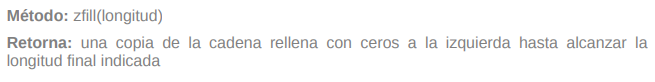 Método: zfill(longitud)
Retorna: una copia de la cadena rellena con ceros a la izquierda hasta alcanzar la
longitud final indicada